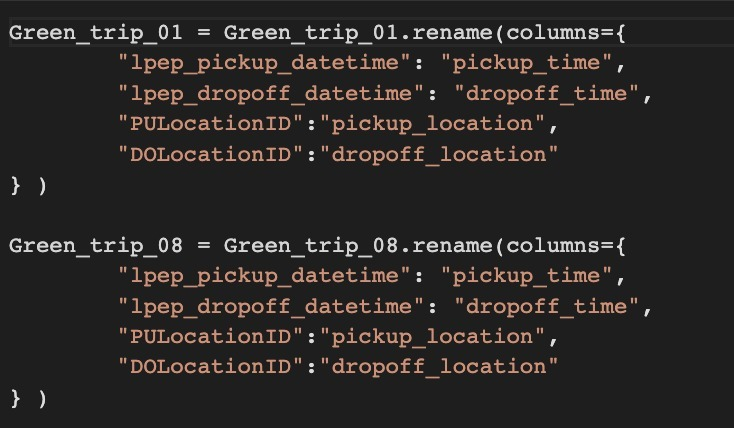 Green_trip_01 = Green_trip_01.rename(columns={
        "lpep_pickup_datetime": "pickup_time",
        "lpep_dropoff_datetime": "dropoff_time",
        "PULocationID":"pickup_location",
        "DOLocationID":"dropoff_location"
} )

Green_trip_08 = Green_trip_08.rename(columns={
        "lpep_pickup_datetime": "pickup_time",
        "lpep_dropoff_datetime": "dropoff_time",
        "PULocationID":"pickup_location",
        "DOLocationID":"dropoff_location"
} )